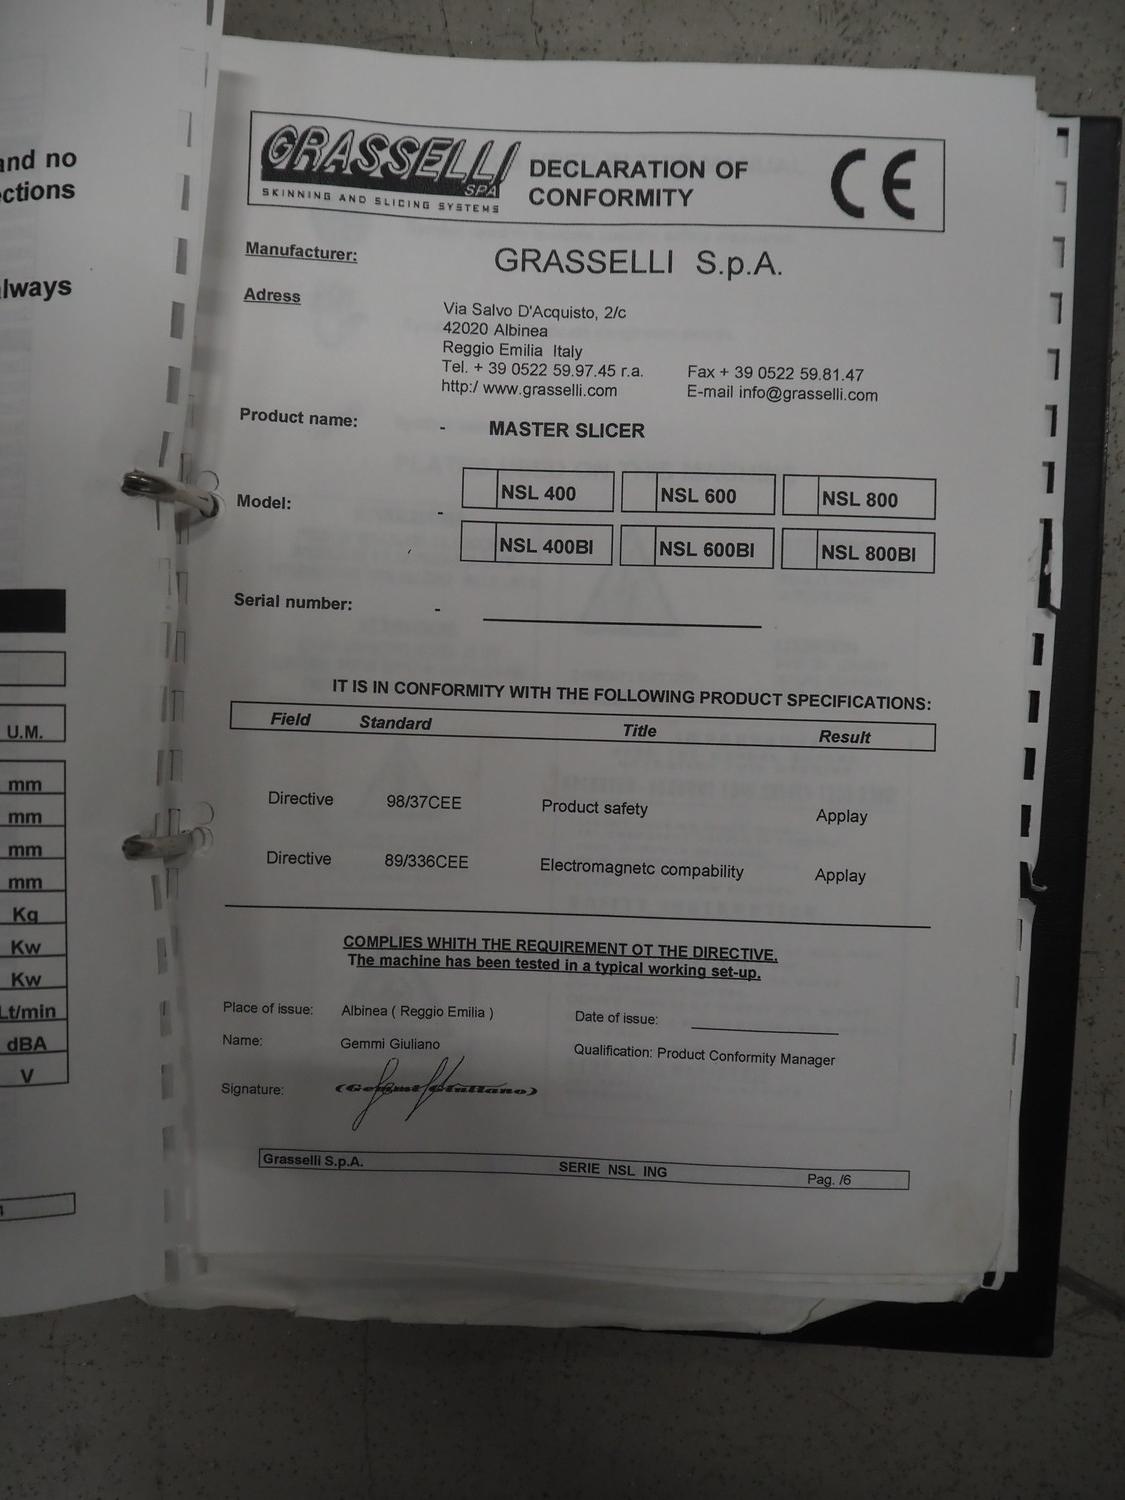 and no
ctions
lways
U.M.
mm
mm
mm
mm
Kg
Kw
Kw
Lt/min
dBA
V
GRASSELLI
SPA
SKINNING AND SLICING SYSTEMS
DECLARATION OF
CONFORMITY
CE
Manufacturer: GRASSELLI S.p.A.
Adress
Via Salvo D'Acquisto, 2/c
42020 Albinea
Reggio Emilia Italy
Tel. + 39 0522 59.97.45 r.a. Fax + 39 0522 59.81.47
http:/ www.grasselli.com E-mail info@grasselli.com
Product name: - MASTER SLICER
Model: - NSL 400 NSL 600 NSL 800
NSL 400BI NSL 600BI NSL 800BI
Serial number: -
IT IS IN CONFORMITY WITH THE FOLLOWING PRODUCT SPECIFICATIONS:
Field Standard Title Result
Directive 98/37CEE Product safety Applay
Directive 89/336CEE Electromagnetc compability Applay
COMPLIES WHITH THE REQUIREMENT OT THE DIRECTIVE.
The machine has been tested in a typical working set-up.
Place of issue: Albinea ( Reggio Emilia ) Date of issue:
Name: Gemmi Giuliano Qualification: Product Conformity Manager
Signature: (Gemmi Giuliano)
Grasselli S.p.A. SERIE NSL ING Pag. /6